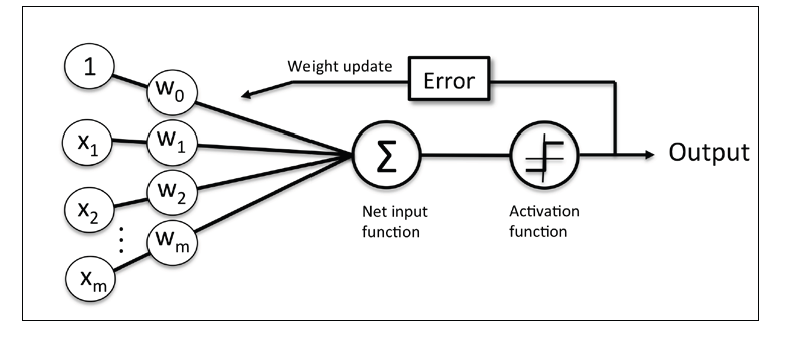 1
w0
Weight update
Error
x1
w1
Σ
Output
x2
w2
Net input
function
Activation
function
⋮
wm
xm